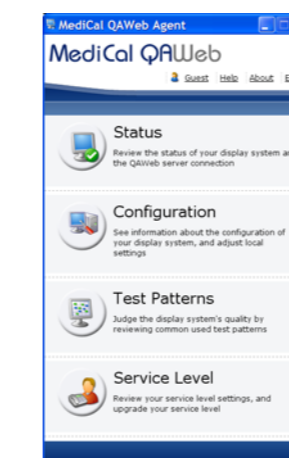 MediCal QAWeb Agent
MediCal QAWeb
Guest Help About
Status
Review the status of your display system
the QAWeb server connection
Configuration
See information about the configuration of
your display system, and adjust local
settings
Test Patterns
Judge the display system's quality by
reviewing common used test patterns
Service Level
Review your service level settings, and
upgrade your service level